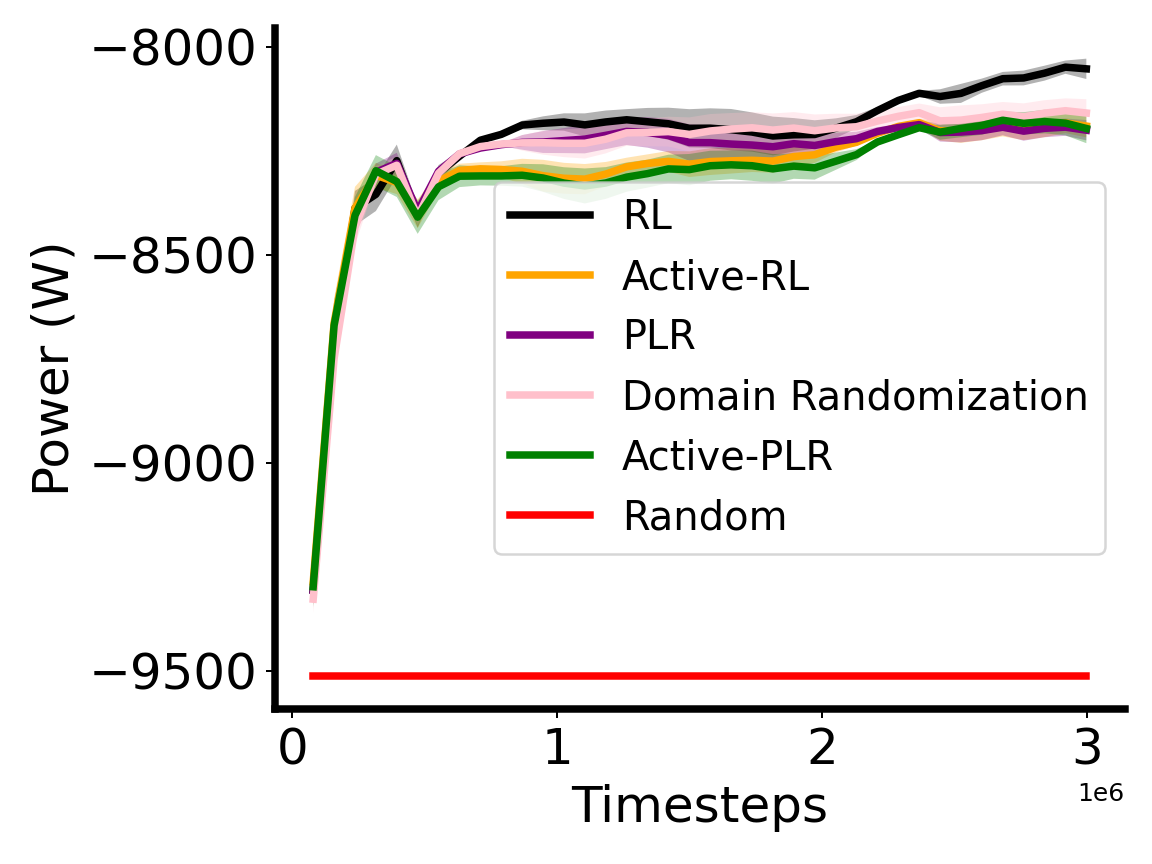 Power (W)
−8000
−8500
−9000
−9500
RL
Active-RL
PLR
Domain Randomization
Active-PLR
Random
0
1
2
3
1e6
Timesteps